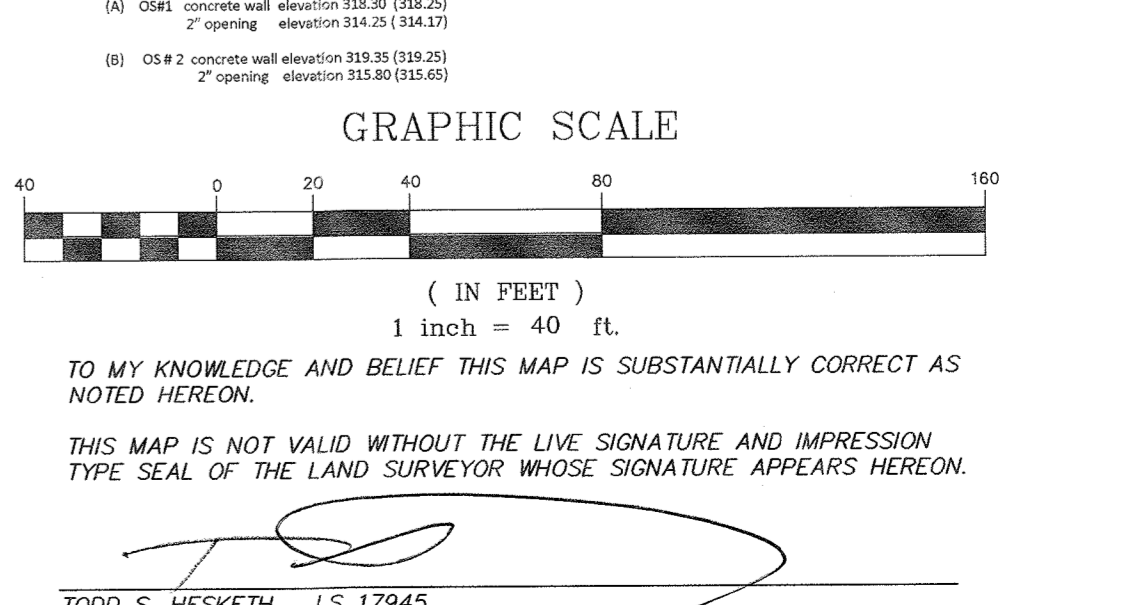 (A) OS#1 concrete wall elevation 318.30 (318.25)
2" opening elevation 314.25 ( 314.17)
(B) OS # 2 concrete wall elevation 319.35 (319.25)
2" opening elevation 315.80 (315.65)
GRAPHIC SCALE
40 0 20 40 80 160
( IN FEET )
1 inch = 40 ft.
TO MY KNOWLEDGE AND BELIEF THIS MAP IS SUBSTANTIALLY CORRECT AS
NOTED HEREON.
THIS MAP IS NOT VALID WITHOUT THE LIVE SIGNATURE AND IMPRESSION
TYPE SEAL OF THE LAND SURVEYOR WHOSE SIGNATURE APPEARS HEREON.
TODD S. HESKETH LS 17945